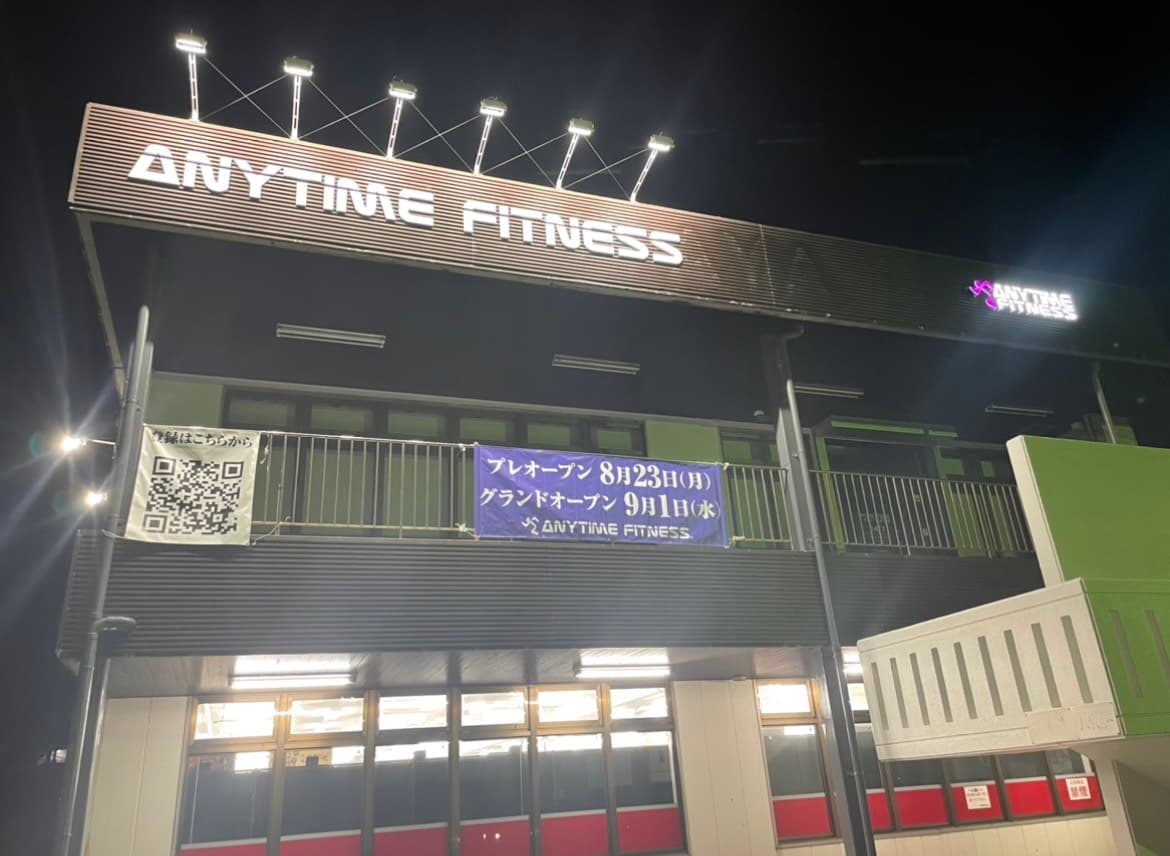 ANYTIME FITNESS
ANYTIME
FITNESS
登録はこちらから
プレオープン 8月23日(月)
グランドオープン 9月1日(水)
ANYTIME FITNESS
禁煙